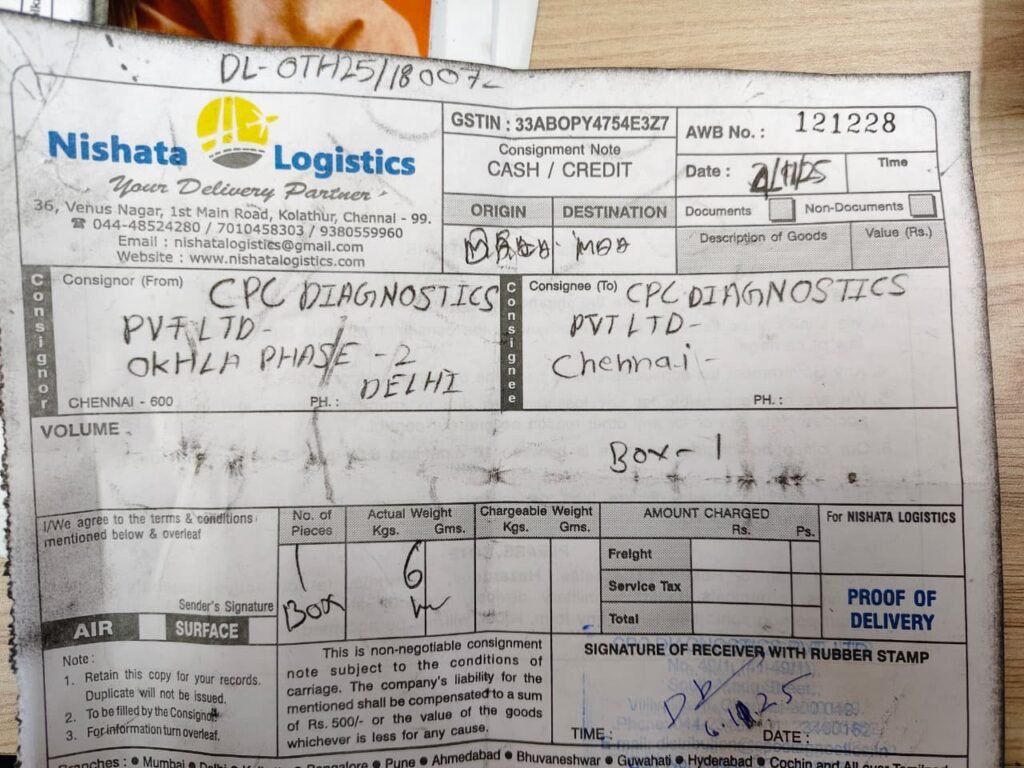 DL-OTH25/18007
Nishata Logistics
Your Delivery Partner
36, Venus Nagar, 1st Main Road, Kolathur, Chennai - 99.
☎ 044-48524280 / 7010458303 / 9380559960
Email : nishatalogistics@gmail.com
Website : www.nishatalogistics.com
GSTIN : 33ABOPY4754E3Z7
Consignment Note
CASH / CREDIT
AWB No. : 121228
Date : /11/25
Time
ORIGIN DESTINATION
MAA
Documents Non-Documents
Description of Goods Value (Rs.)
Consignor
Consignor (From) CPC DIAGNOSTICS
PVT LTD-
OKHLA PHASE - 2
DELHI
CHENNAI - 600 PH. :
Consignee
Consignee (To) CPC DIAGNOSTICS
PVT LTD-
Chennai -
PH. :
VOLUME
Box - 1
I/We agree to the terms & conditions
mentioned below & overleaf
Sender's Signature
AIR SURFACE
No. of Pieces
1
Box
Actual Weight
Kgs. Gms.
6
Chargeable Weight
Kgs. Gms.
AMOUNT CHARGED
Rs. Ps.
Freight
Service Tax
Total
For NISHATA LOGISTICS
PROOF OF
DELIVERY
Note :
1. Retain this copy for your records.
Duplicate will not be issued.
2. To be filled by the Consignor.
3. For information turn overleaf.
This is non-negotiable consignment
note subject to the conditions of
carriage. The company's liability for the
mentioned shall be compensated to a sum
of Rs. 500/- or the value of the goods
whichever is less for any cause.
SIGNATURE OF RECEIVER WITH RUBBER STAMP
TIME : DATE :
Branches : ● Mumbai ● Bangalore ● Pune ● Ahmedabad ● Bhuvaneshwar ● Guwahati ● Hyderabad ● Cochin and All over Tamilnadu